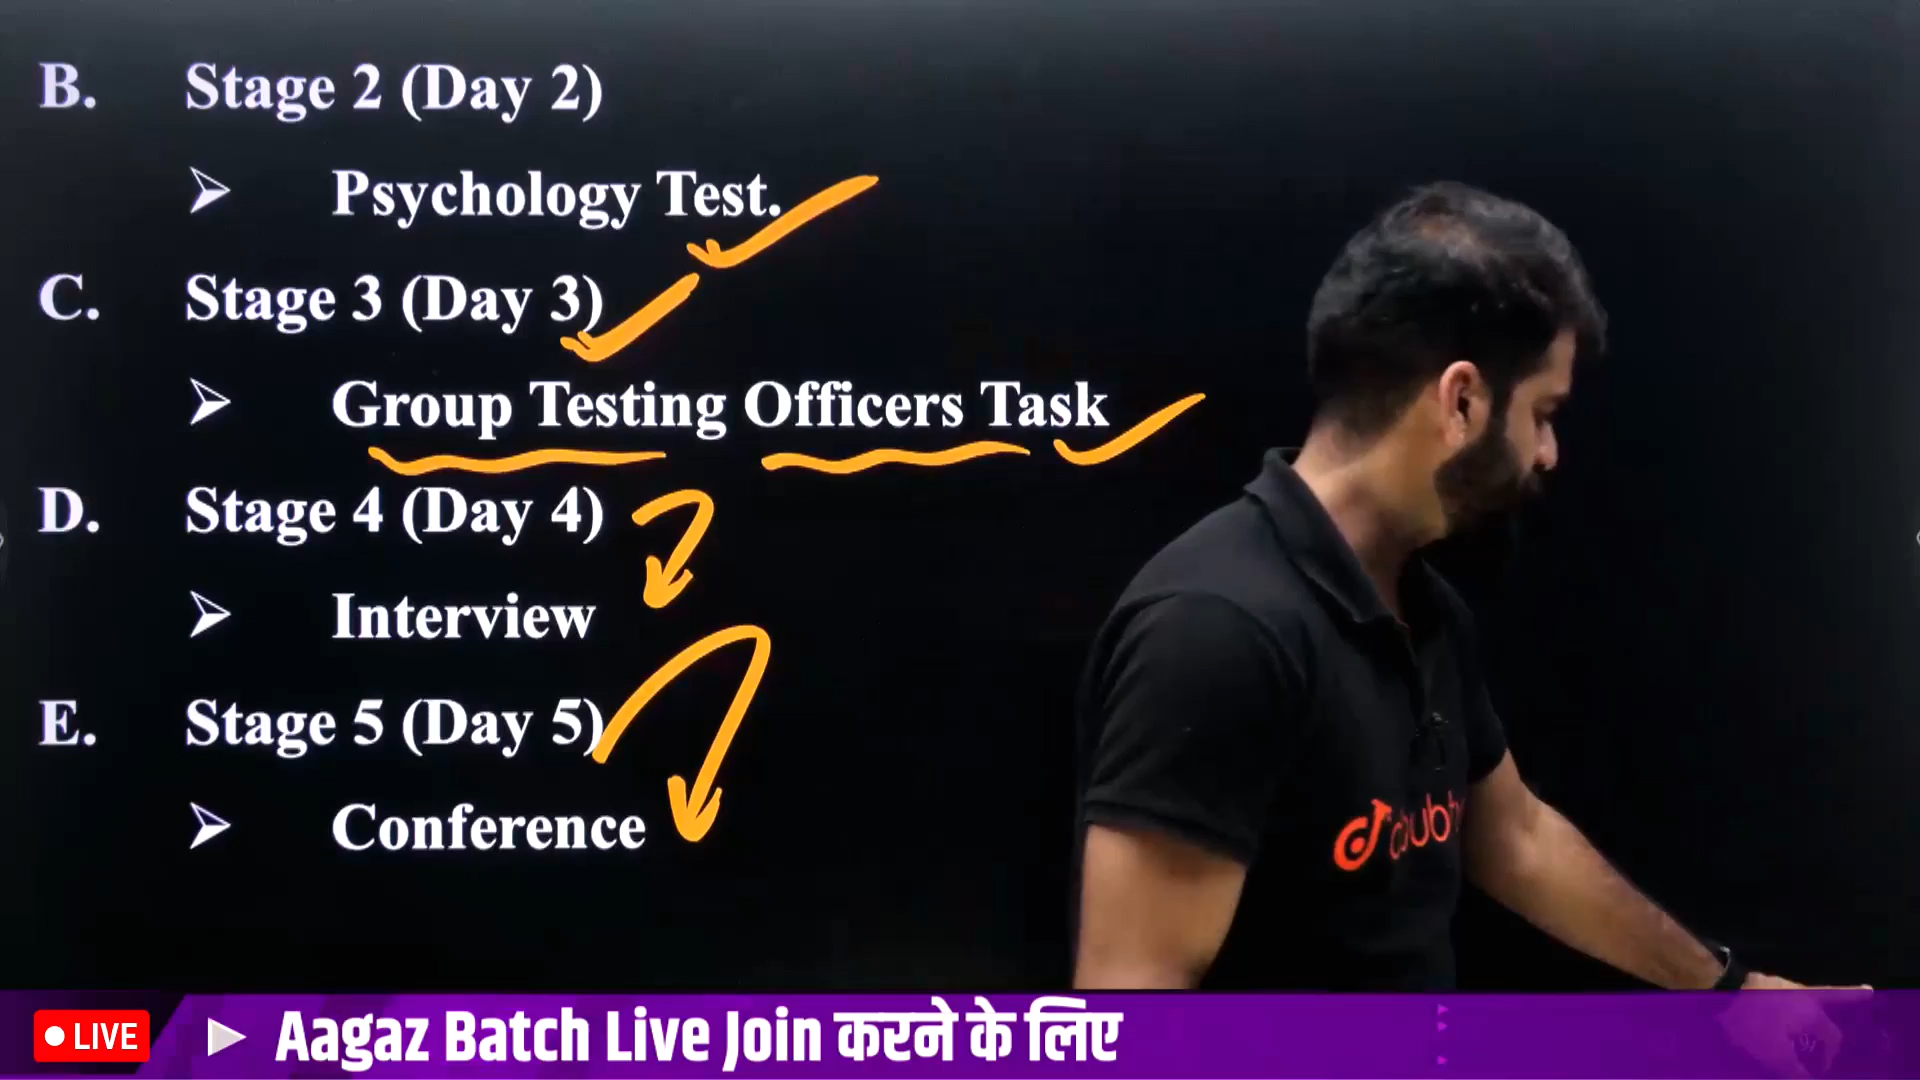 B. Stage 2 (Day 2)
➢ Psychology Test.
C. Stage 3 (Day 3)
➢ Group Testing Officers Task
D. Stage 4 (Day 4)
➢ Interview
E. Stage 5 (Day 5)
➢ Conference
LIVE
Aagaz Batch Live Join करने के लिए